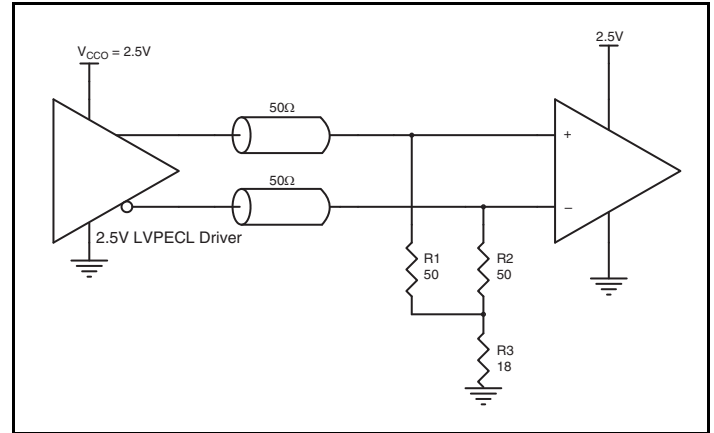 V_CCO = 2.5V
2.5V
50Ω
+
50Ω
–
2.5V LVPECL Driver
R1
50
R2
50
R3
18